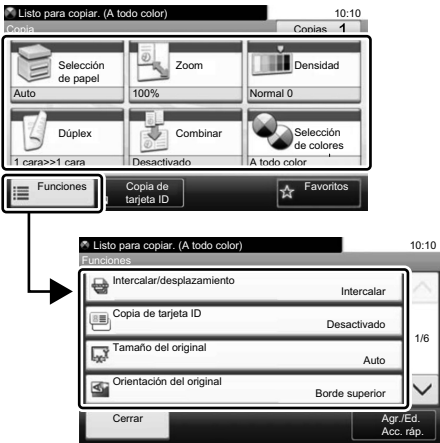 Listo para copiar. (A todo color) 10:10
Copia Copias 1
Selección de papel
Auto
Zoom
100%
Densidad
Normal 0
Dúplex
1 cara>>1 cara
Combinar
Desactivado
Selección de colores
A todo color
Funciones
Copia de
tarjeta ID
Favoritos
Listo para copiar. (A todo color) 10:10
Funciones
Intercalar/desplazamiento
Intercalar
Copia de tarjeta ID
Desactivado
Tamaño del original
Auto
Orientación del original
Borde superior
1/6
Cerrar
Agr./Ed.
Acc. ráp.